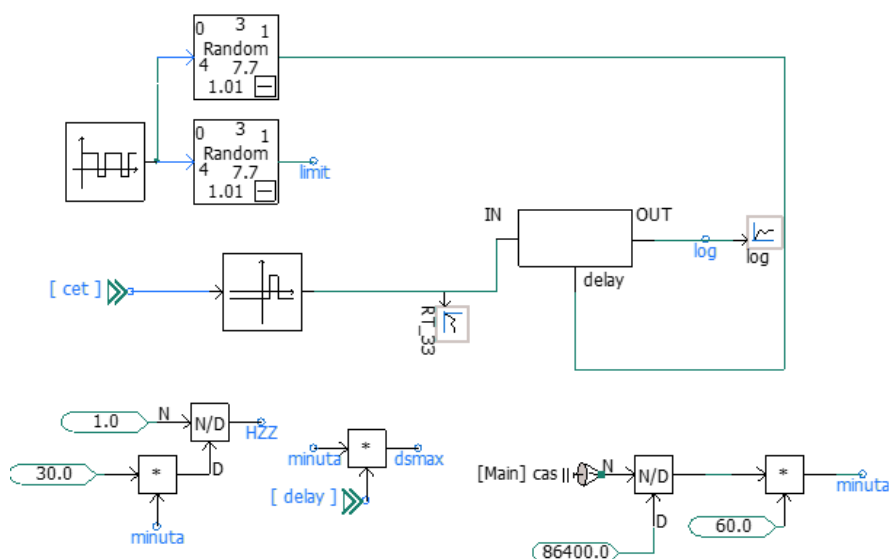 0 3 1
Random
4 7.7
1.01
0 3 1
Random
4 7.7
1.01
limit
IN
OUT
log
log
delay
[ cet ]
RT_33
1.0
N
N/D
HZZ
D
30.0
*
minuta
minuta
*
dsmax
[ delay ]
[Main] cas
N
N/D
*
minuta
D
60.0
86400.0